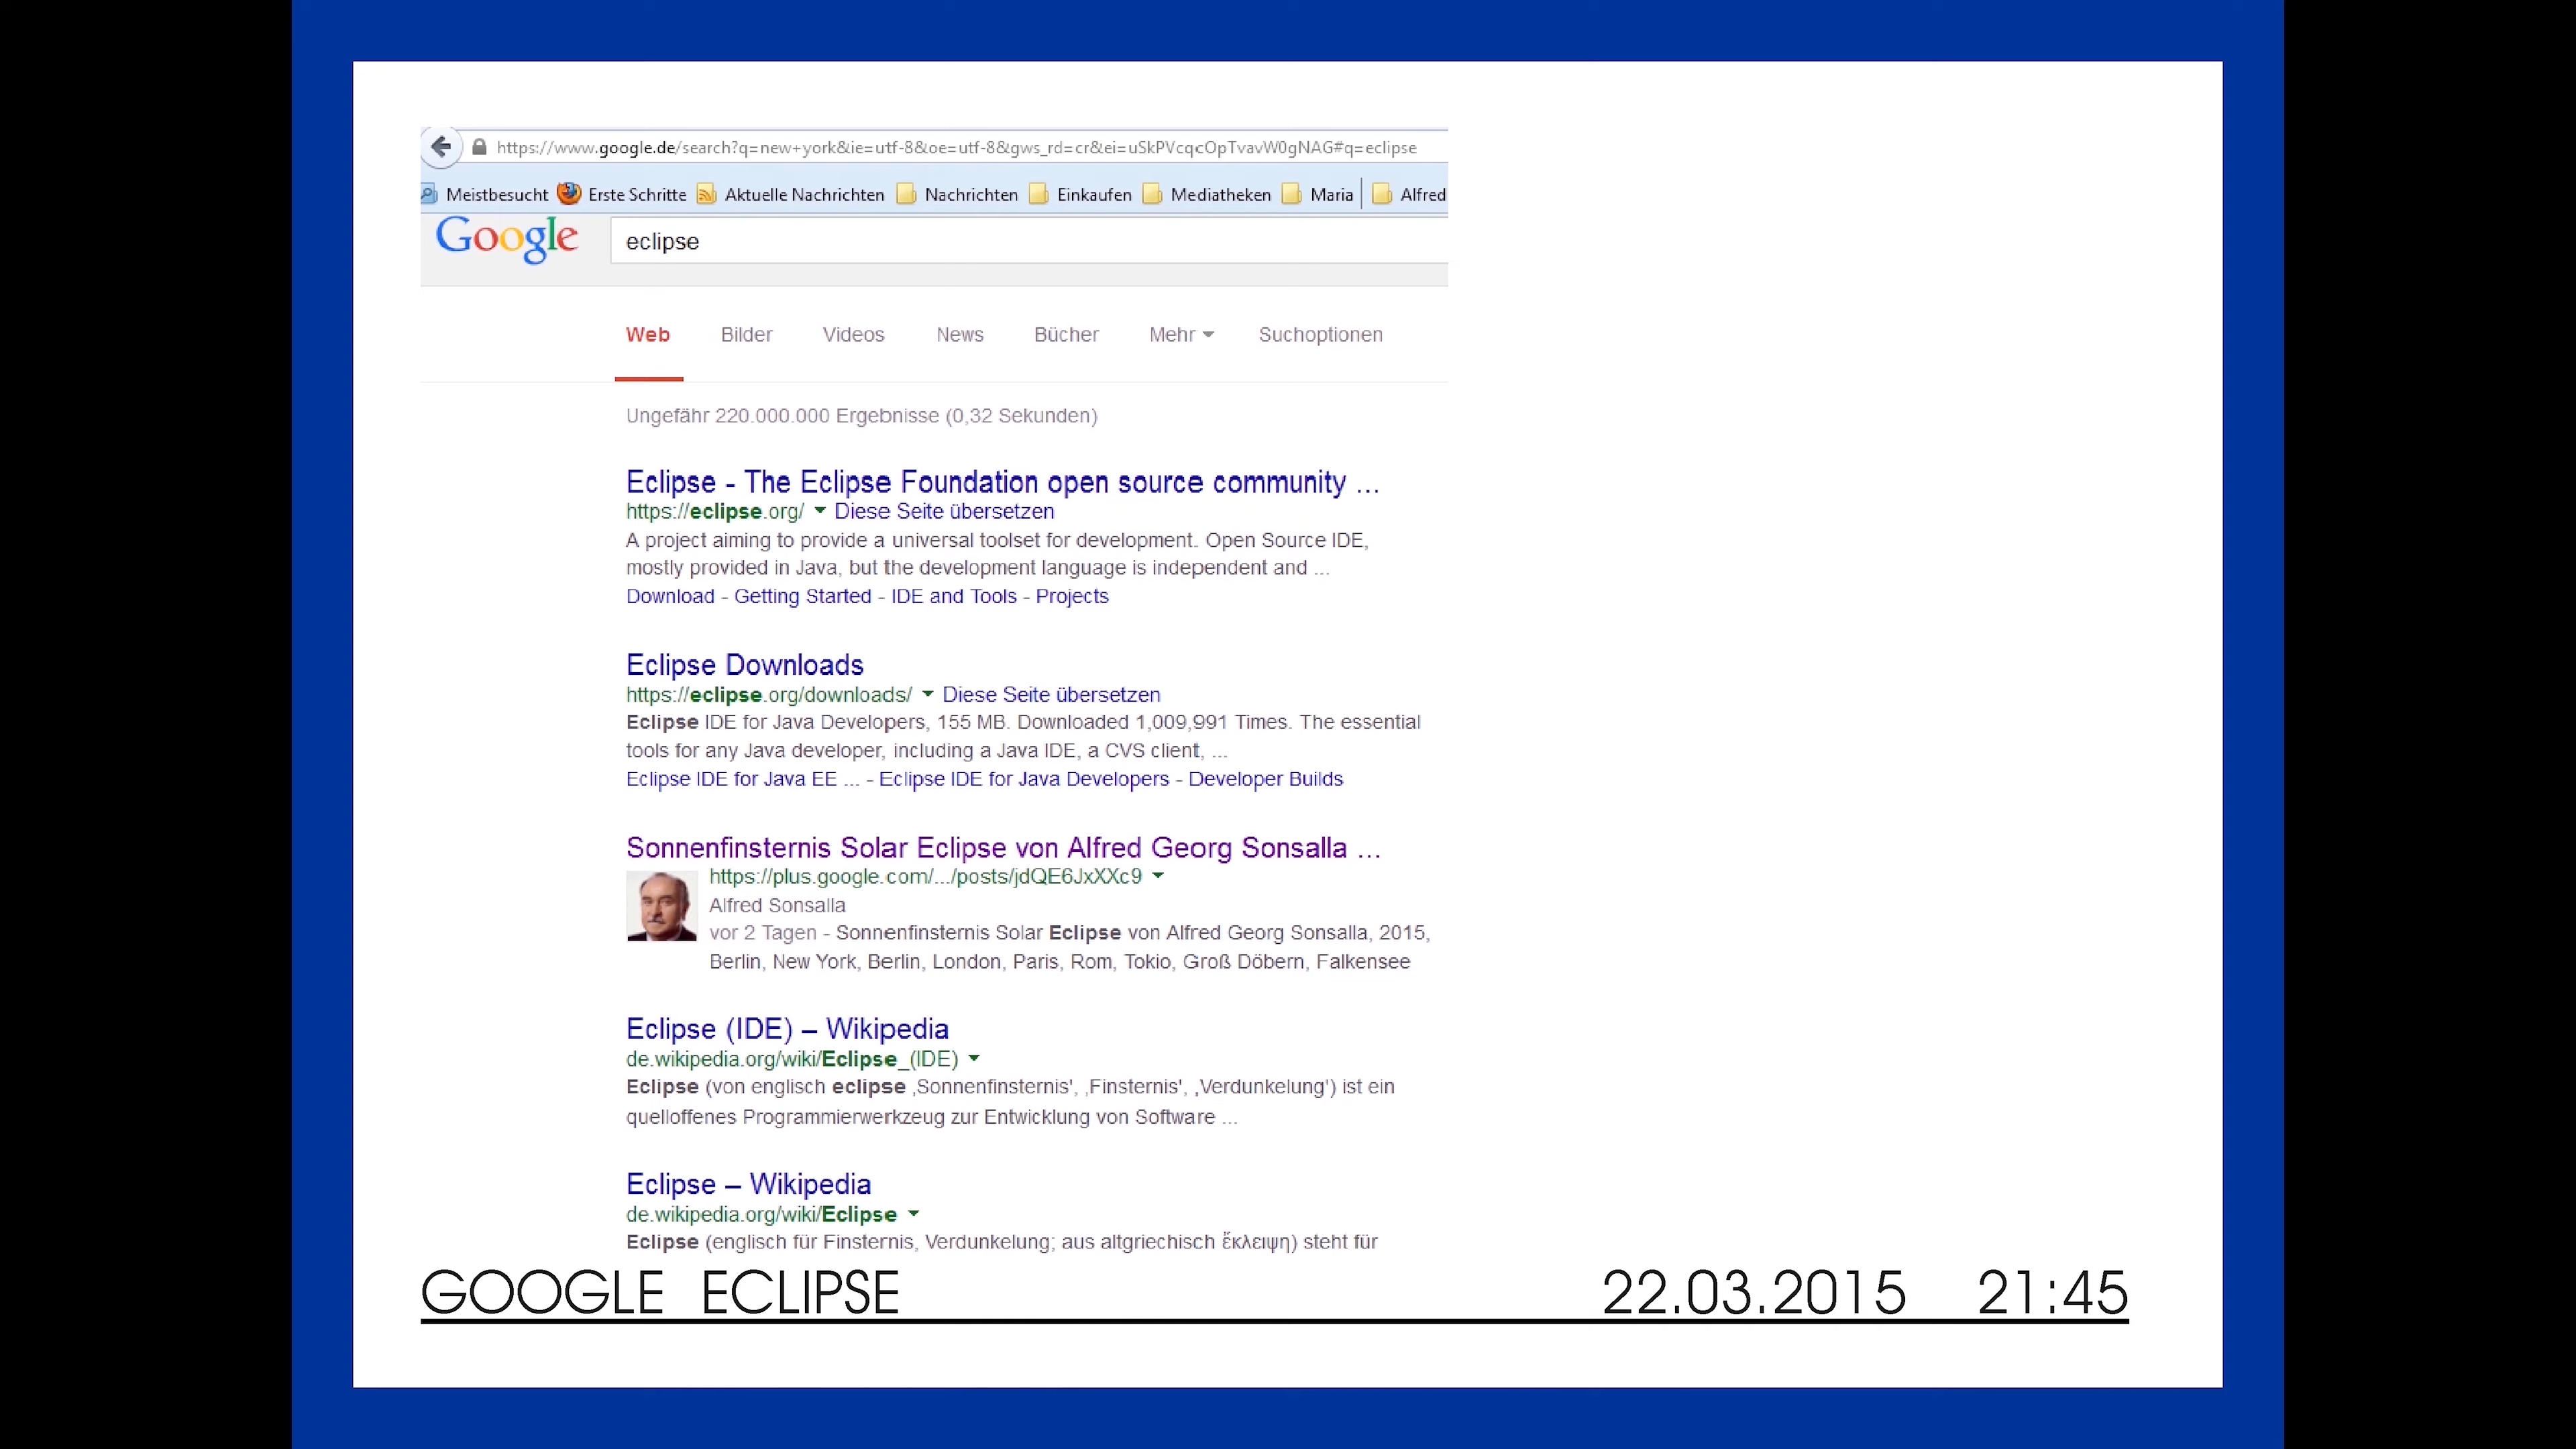 https://www.google.de/search?q=new+york&ie=utf-8&oe=utf-8&gws_rd=cr&ei=uSkPVcqcOpTvavW0gNAG#q=eclipse
Meistbesucht Erste Schritte Aktuelle Nachrichten Nachrichten Einkaufen Mediatheken Maria Alfred
Google eclipse
Web Bilder Videos News Bücher Mehr Suchoptionen
Ungefähr 220.000.000 Ergebnisse (0,32 Sekunden)
Eclipse - The Eclipse Foundation open source community ...
https://eclipse.org/ Diese Seite übersetzen
A project aiming to provide a universal toolset for development. Open Source IDE,
mostly provided in Java, but the development language is independent and ...
Download - Getting Started - IDE and Tools - Projects
Eclipse Downloads
https://eclipse.org/downloads/ Diese Seite übersetzen
Eclipse IDE for Java Developers, 155 MB. Downloaded 1,009,991 Times. The essential
tools for any Java developer, including a Java IDE, a CVS client, ...
Eclipse IDE for Java EE ... - Eclipse IDE for Java Developers - Developer Builds
Sonnenfinsternis Solar Eclipse von Alfred Georg Sonsalla ...
https://plus.google.com/.../posts/jdQE6JxXXc9
Alfred Sonsalla
vor 2 Tagen - Sonnenfinsternis Solar Eclipse von Alfred Georg Sonsalla, 2015,
Berlin, New York, Berlin, London, Paris, Rom, Tokio, Groß Döbern, Falkensee
Eclipse (IDE) – Wikipedia
de.wikipedia.org/wiki/Eclipse_(IDE)
Eclipse (von englisch eclipse ‚Sonnenfinsternis', ‚Finsternis', ‚Verdunkelung') ist ein
quelloffenes Programmierwerkzeug zur Entwicklung von Software ...
Eclipse – Wikipedia
de.wikipedia.org/wiki/Eclipse
Eclipse (englisch für Finsternis, Verdunkelung; aus altgriechisch ἔκλειψη) steht für
GOOGLE ECLIPSE 22.03.2015 21:45